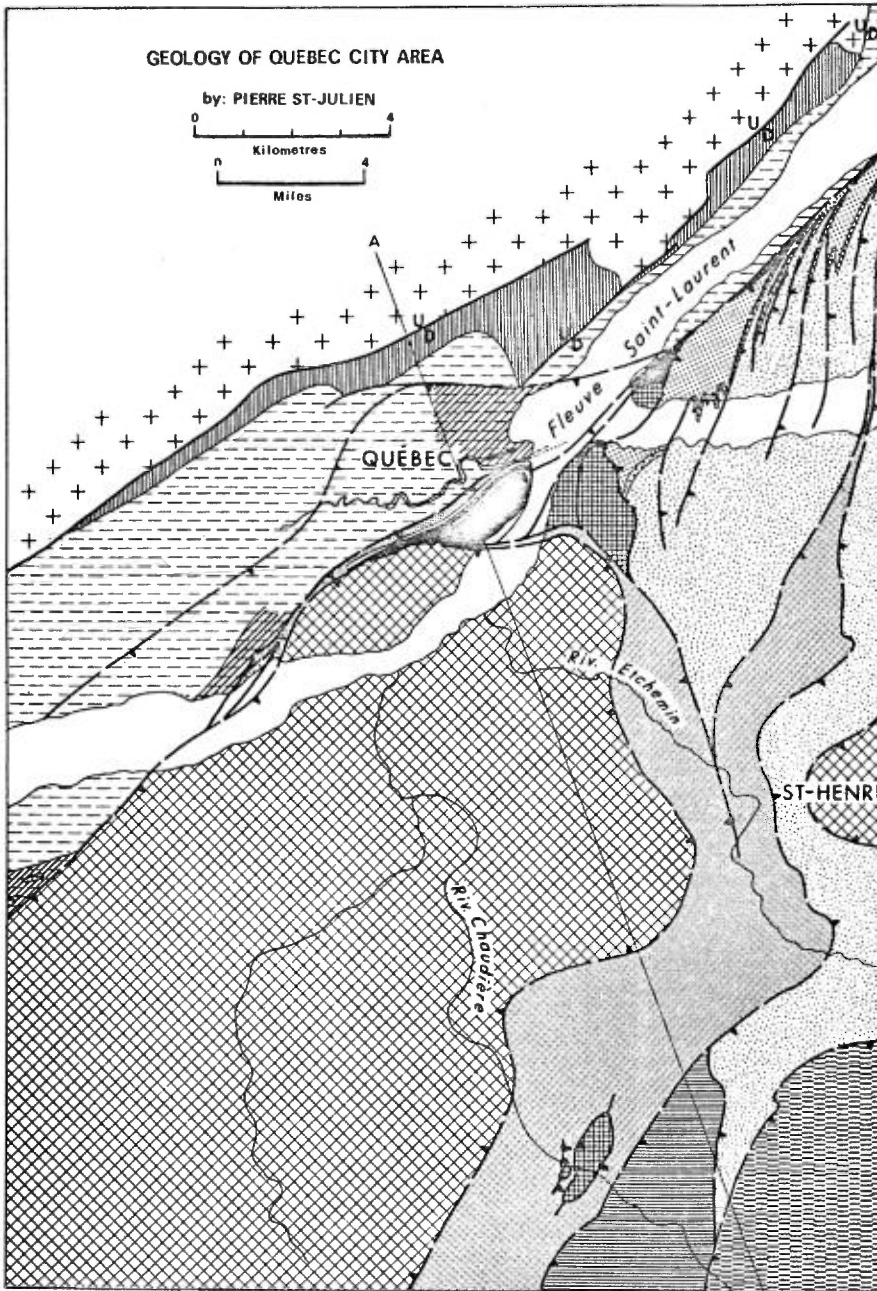 GEOLOGY OF QUEBEC CITY AREA
by: PIERRE ST-JULIEN
0 4
Kilometres
0 4
Miles
U
D
U
D
A
U
D
U
D
Fleuve Saint-Laurent
QUÉBEC
Riv. Etchemin
ST-HENRI
Riv. Chaudière